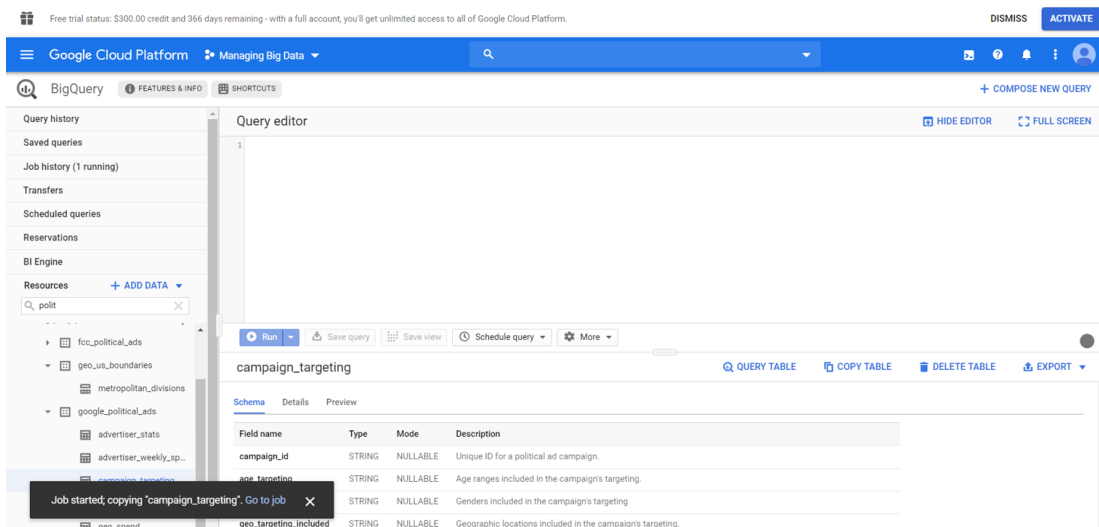 Free trial status: $300.00 credit and 366 days remaining - with a full account, you'll get unlimited access to all of Google Cloud Platform.
DISMISS
ACTIVATE
Google Cloud Platform
Managing Big Data
BigQuery
FEATURES & INFO
SHORTCUTS
COMPOSE NEW QUERY
Query history
Saved queries
Job history (1 running)
Transfers
Scheduled queries
Reservations
BI Engine
Resources
ADD DATA
polit
fcc_political_ads
geo_us_boundaries
metropolitan_divisions
google_political_ads
advertiser_stats
advertiser_weekly_sp...
campaign_targeting
geo_spend
Job started; copying "campaign_targeting". Go to job
Query editor
HIDE EDITOR
FULL SCREEN
1
Run
Save query
Save view
Schedule query
More
campaign_targeting
QUERY TABLE
COPY TABLE
DELETE TABLE
EXPORT
Schema Details Preview
Field name Type Mode Description
campaign_id STRING NULLABLE Unique ID for a political ad campaign.
age_targeting STRING NULLABLE Age ranges included in the campaign's targeting.
STRING NULLABLE Genders included in the campaign's targeting
geo_targeting_included STRING NULLABLE Geographic locations included in the campaign's targeting.